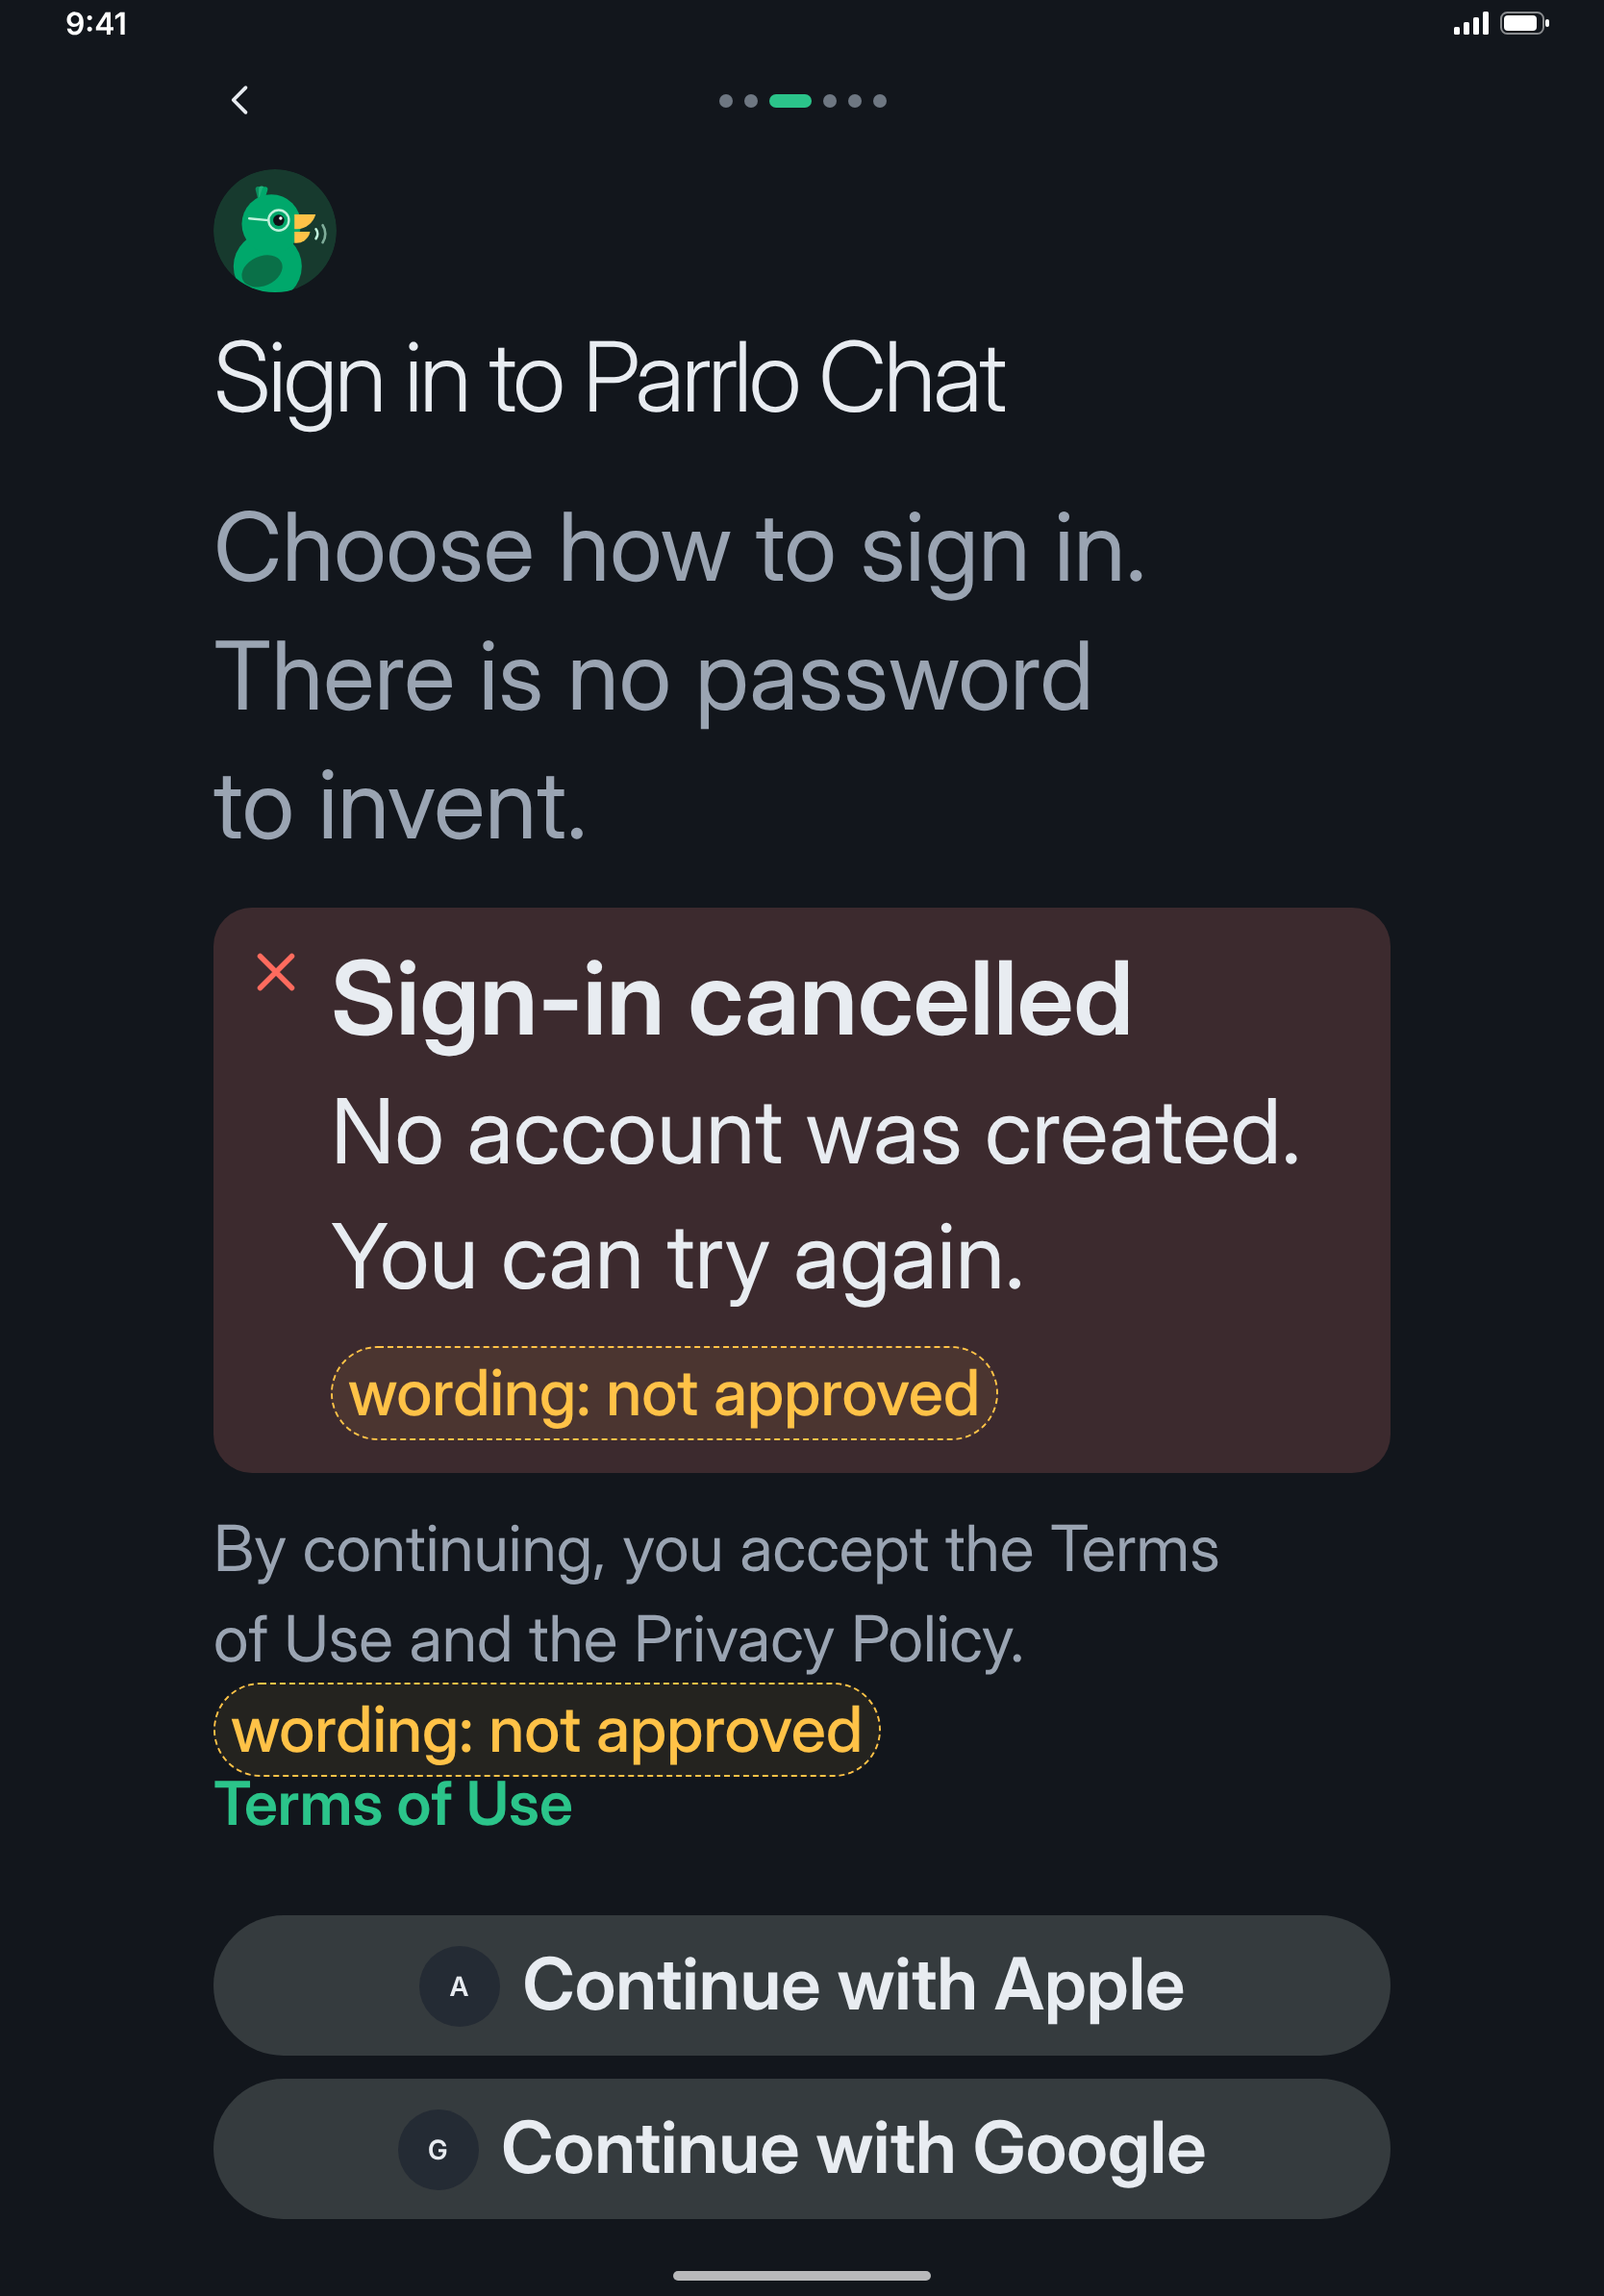 9:41
Sign in to Parrlo Chat
Choose how to sign in.
There is no password
to invent.
Sign-in cancelled
No account was created.
You can try again.
wording: not approved
By continuing, you accept the Terms
of Use and the Privacy Policy.
wording: not approved
Terms of Use
A Continue with Apple
G Continue with Google